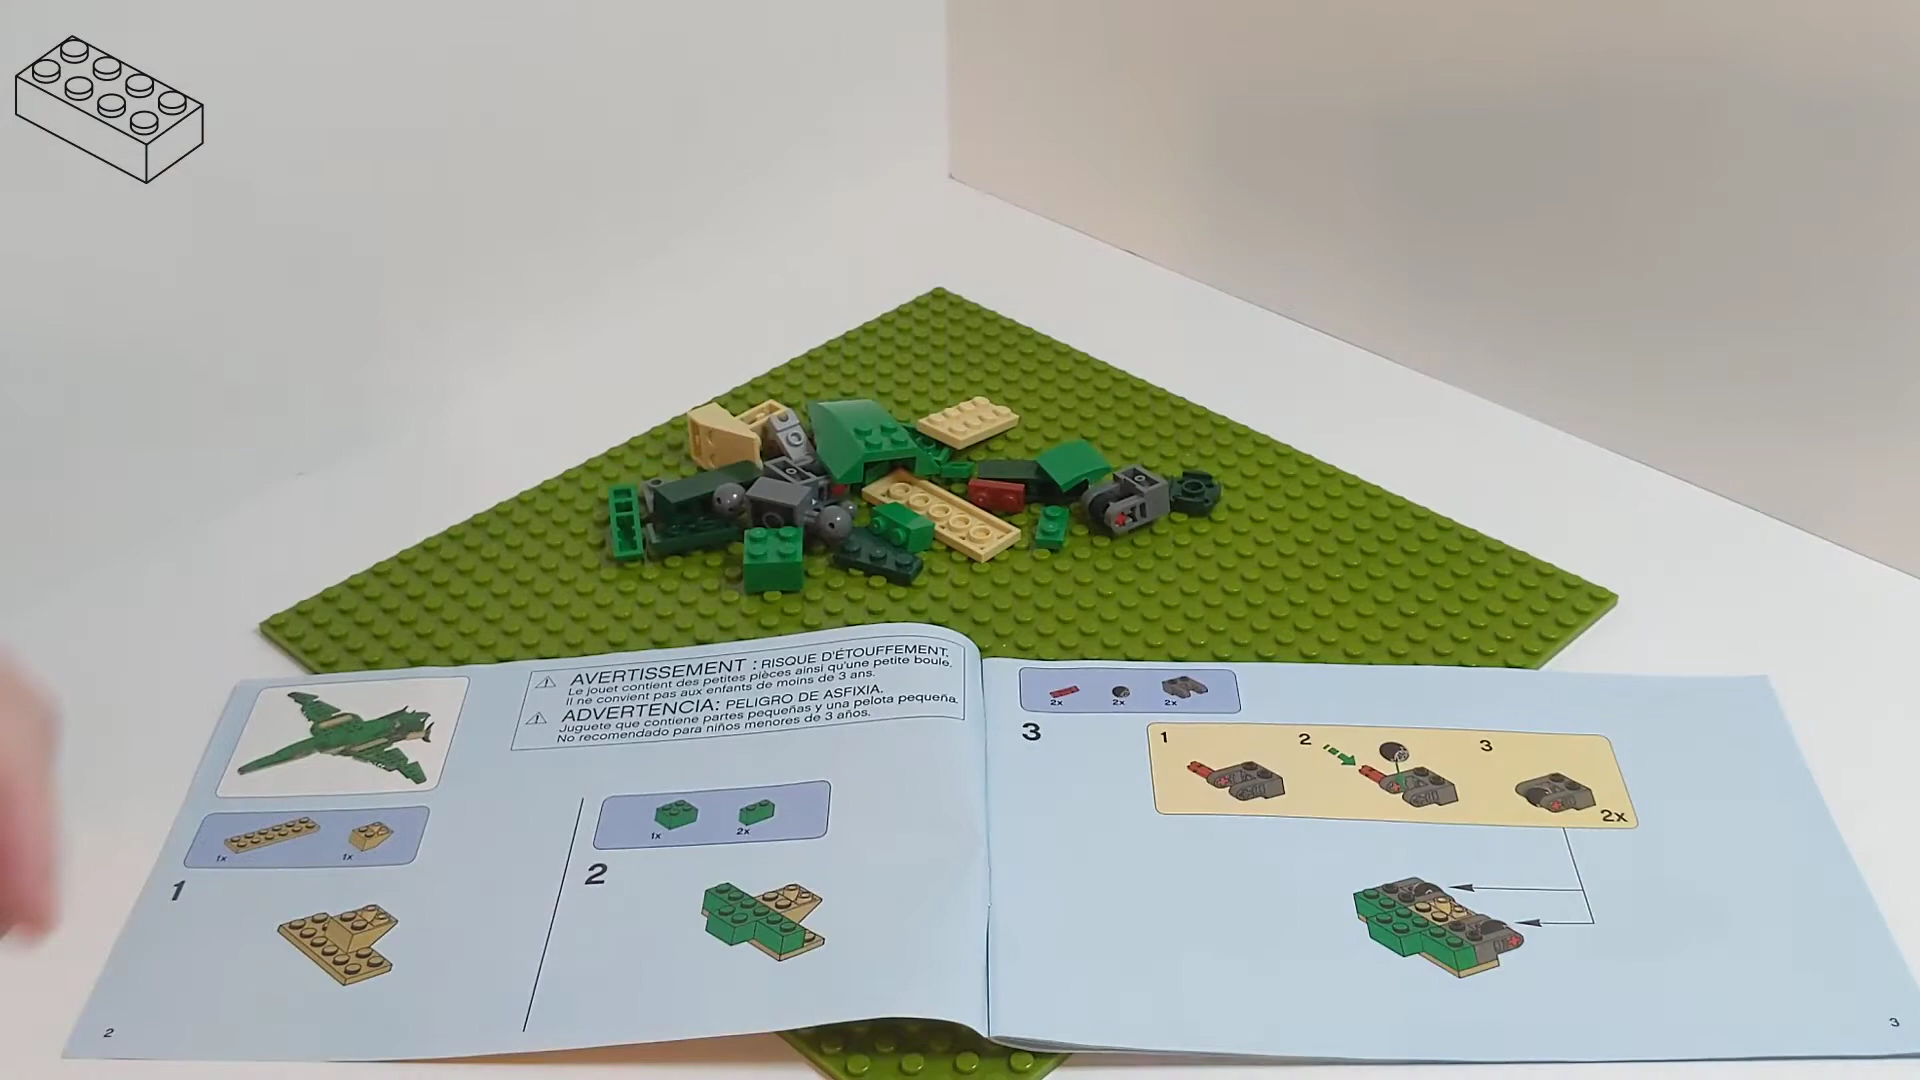 AVERTISSEMENT : RISQUE D'ÉTOUFFEMENT.
Le jouet contient des petites pièces ainsi qu'une petite boule.
Il ne convient pas aux enfants de moins de 3 ans.
ADVERTENCIA: PELIGRO DE ASFIXIA.
Juguete que contiene partes pequeñas y una pelota pequeña.
No recomendado para niños menores de 3 años.
1x
1x
1
1x
2x
2
2
2x
2x
2x
3
1
2
3
2x
3